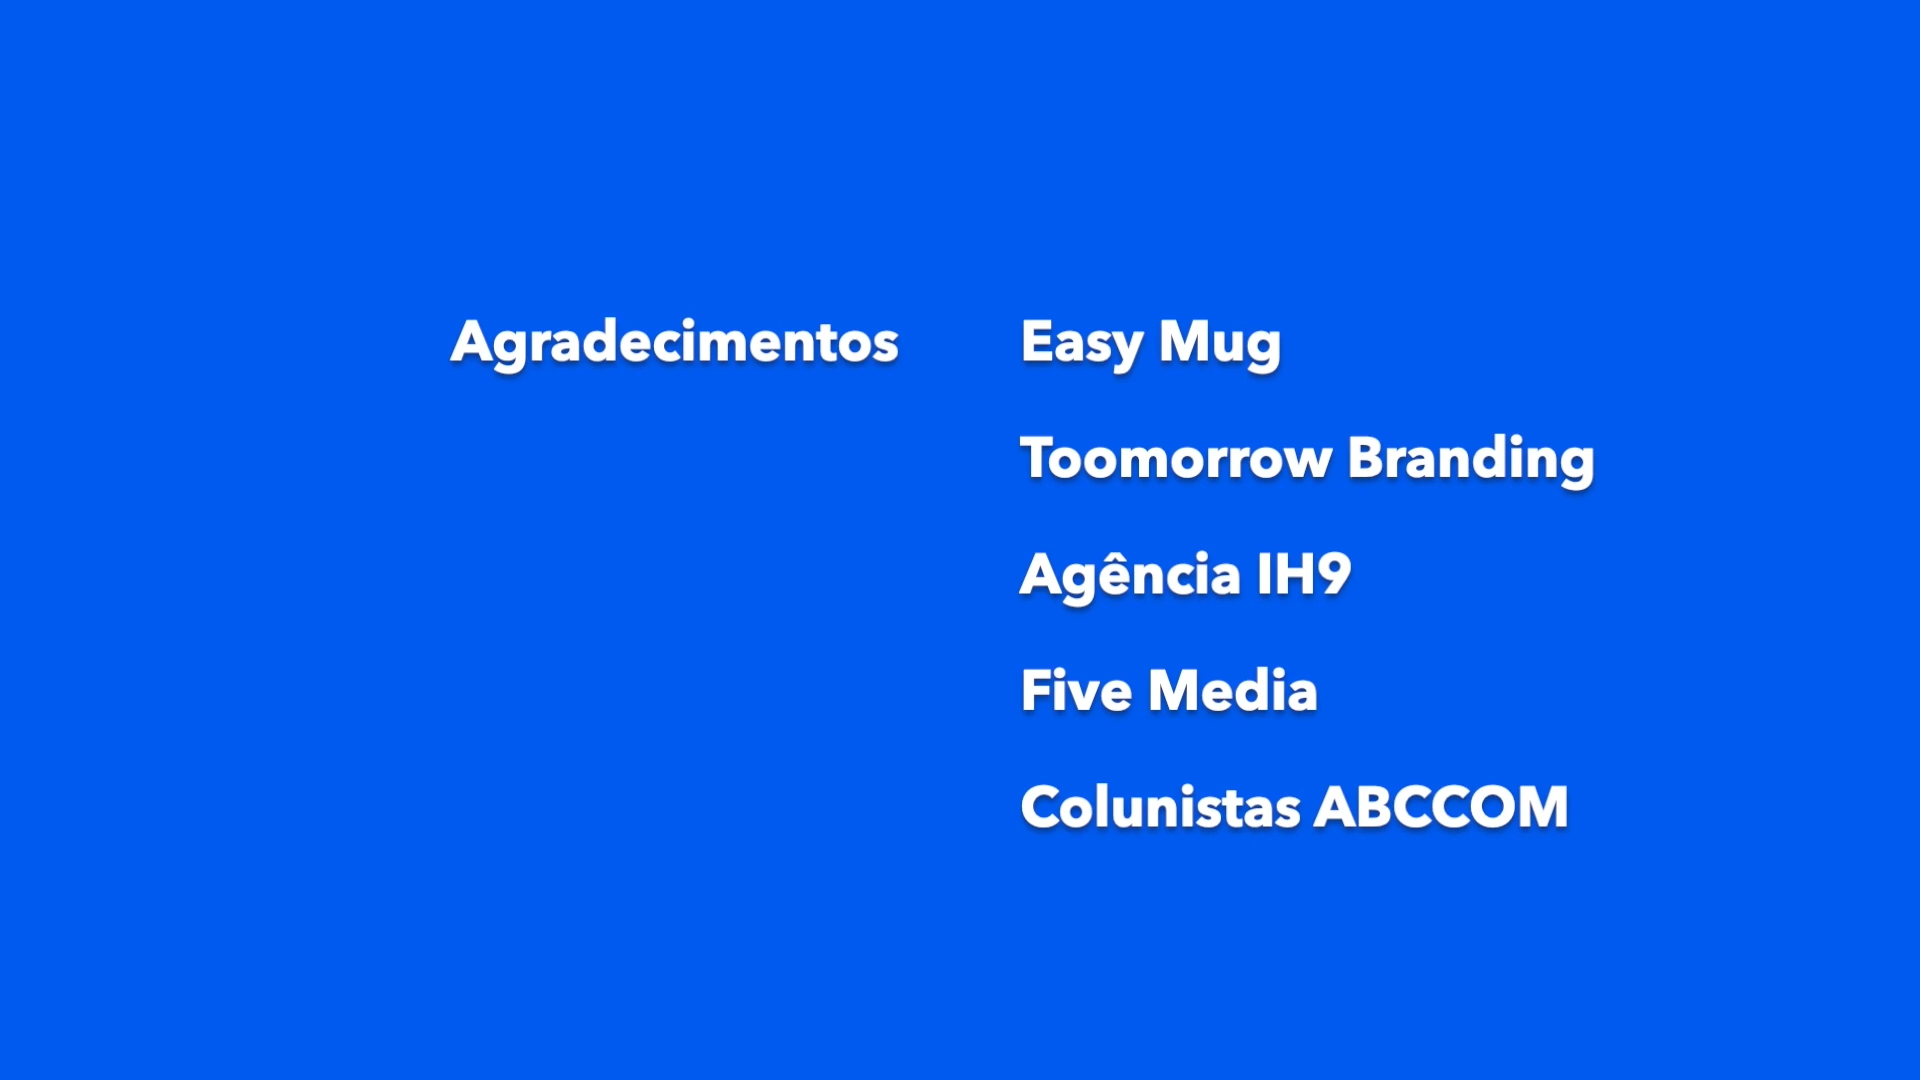 Agradecimentos
Easy Mug
Toomorrow Branding
Agência IH9
Five Media
Colunistas ABCCOM